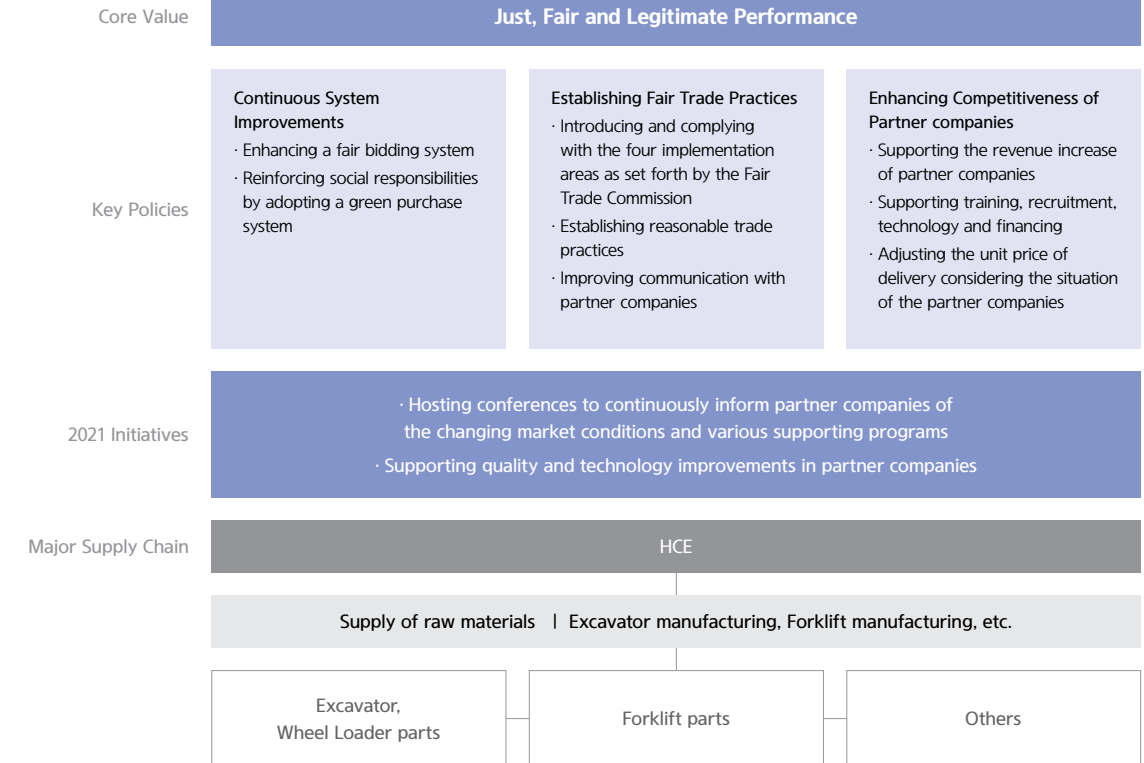 Core Value
Just, Fair and Legitimate Performance
Key Policies
Continuous System
Improvements
· Enhancing a fair bidding system
· Reinforcing social responsibilities
by adopting a green purchase
system
Establishing Fair Trade Practices
· Introducing and complying
with the four implementation
areas as set forth by the Fair
Trade Commission
· Establishing reasonable trade
practices
· Improving communication with
partner companies
Enhancing Competitiveness of
Partner companies
· Supporting the revenue increase
of partner companies
· Supporting training, recruitment,
technology and financing
· Adjusting the unit price of
delivery considering the situation
of the partner companies
2021 Initiatives
· Hosting conferences to continuously inform partner companies of
the changing market conditions and various supporting programs
· Supporting quality and technology improvements in partner companies
Major Supply Chain
HCE
Supply of raw materials | Excavator manufacturing, Forklift manufacturing, etc.
Excavator,
Wheel Loader parts
Forklift parts
Others